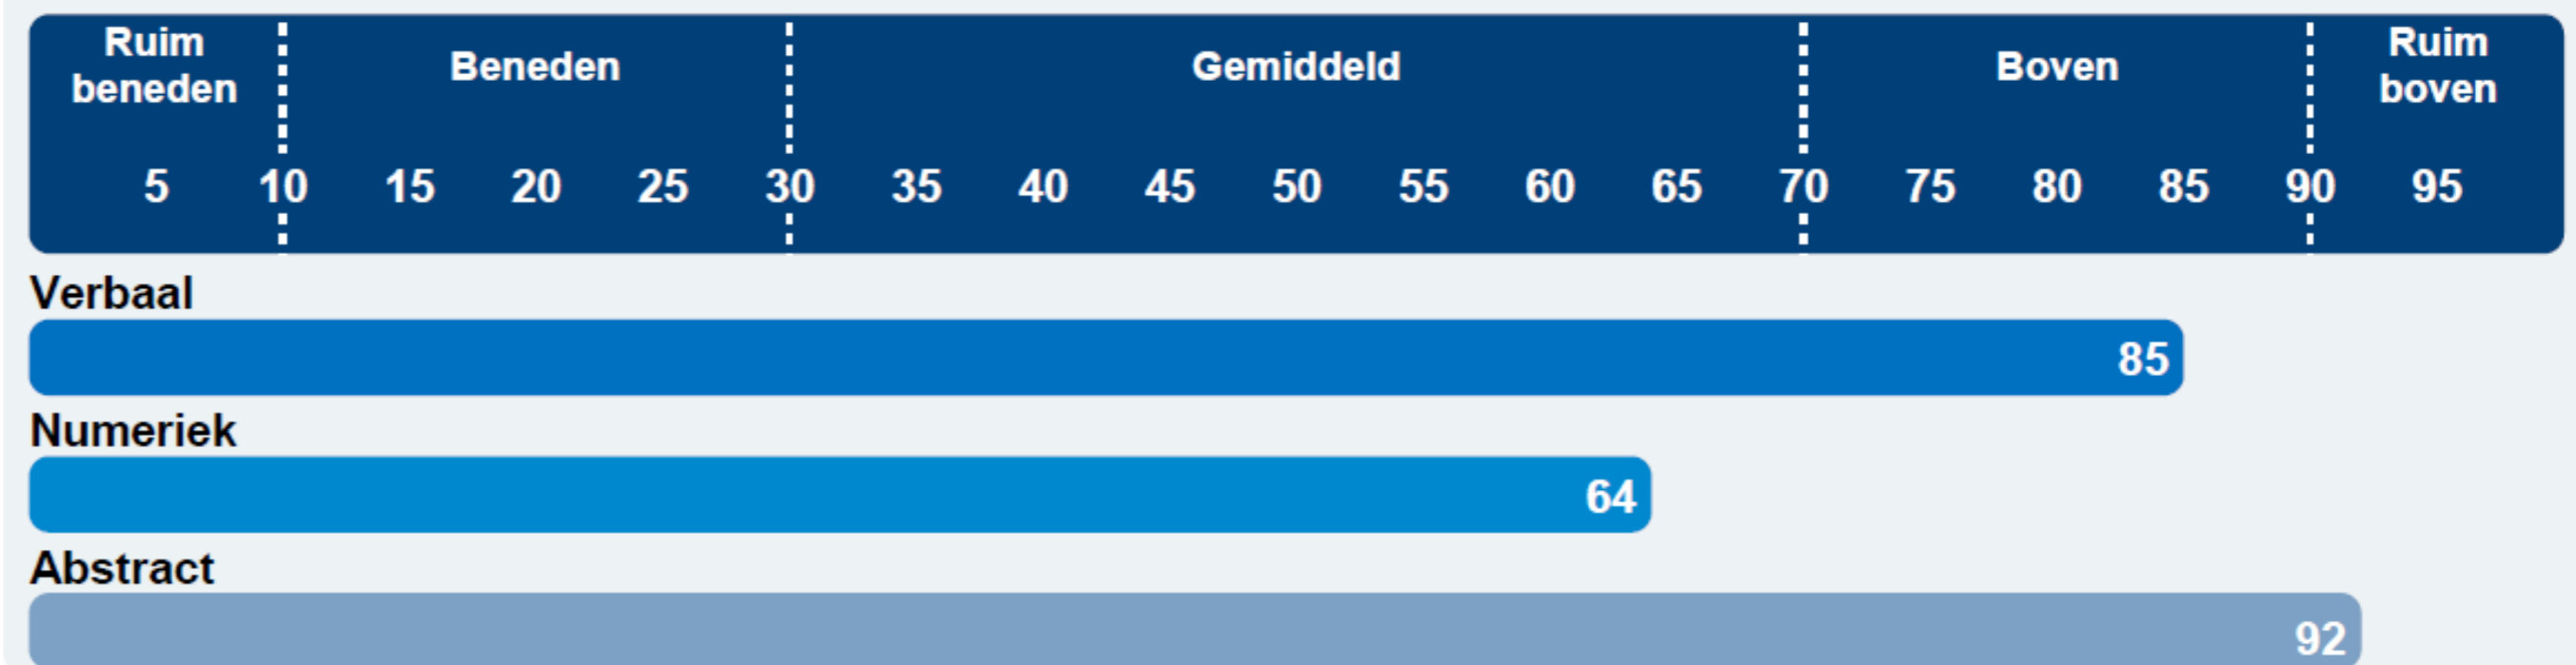 Ruim
beneden
Beneden
Gemiddeld
Boven
Ruim
boven
5 10 15 20 25 30 35 40 45 50 55 60 65 70 75 80 85 90 95
Verbaal
85
Numeriek
64
Abstract
92